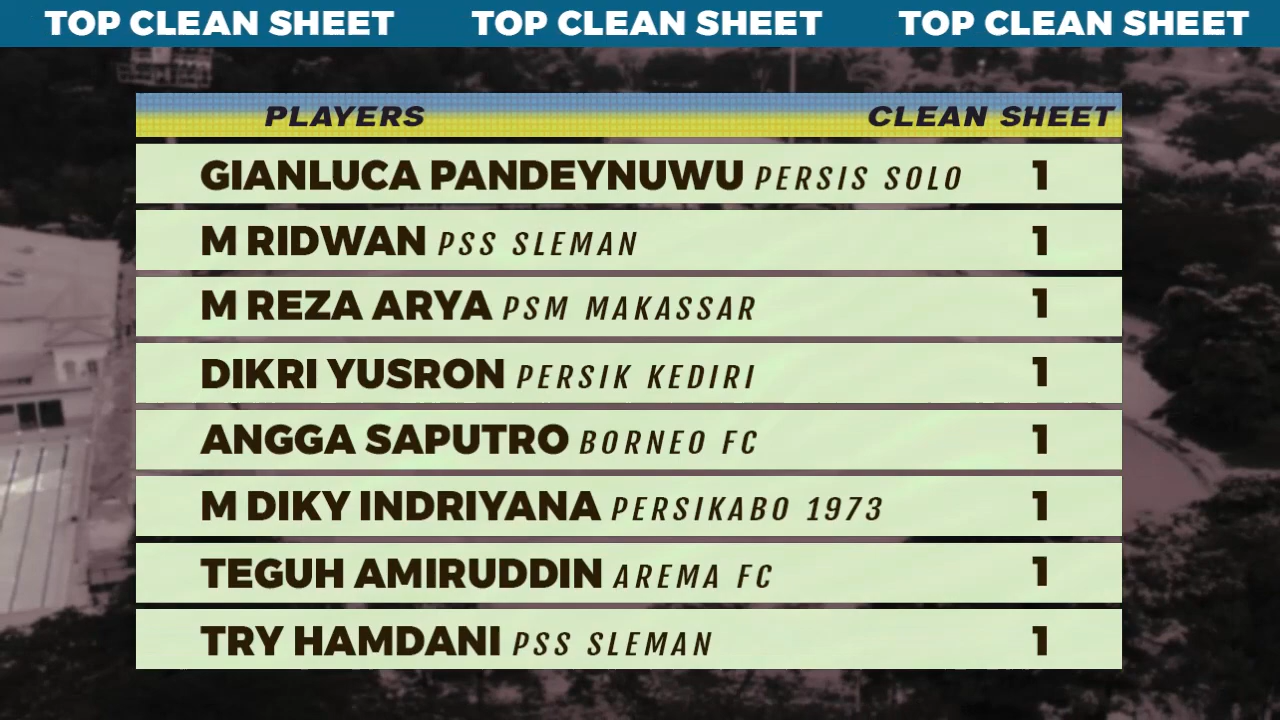 TOP CLEAN SHEET TOP CLEAN SHEET TOP CLEAN SHEET
PLAYERS CLEAN SHEET
GIANLUCA PANDEYNUWU PERSIS SOLO 1
M RIDWAN PSS SLEMAN 1
M REZA ARYA PSM MAKASSAR 1
DIKRI YUSRON PERSIK KEDIRI 1
ANGGA SAPUTRO BORNEO FC 1
M DIKY INDRIYANA PERSIKABO 1973 1
TEGUH AMIRUDDIN AREMA FC 1
TRY HAMDANI PSS SLEMAN 1